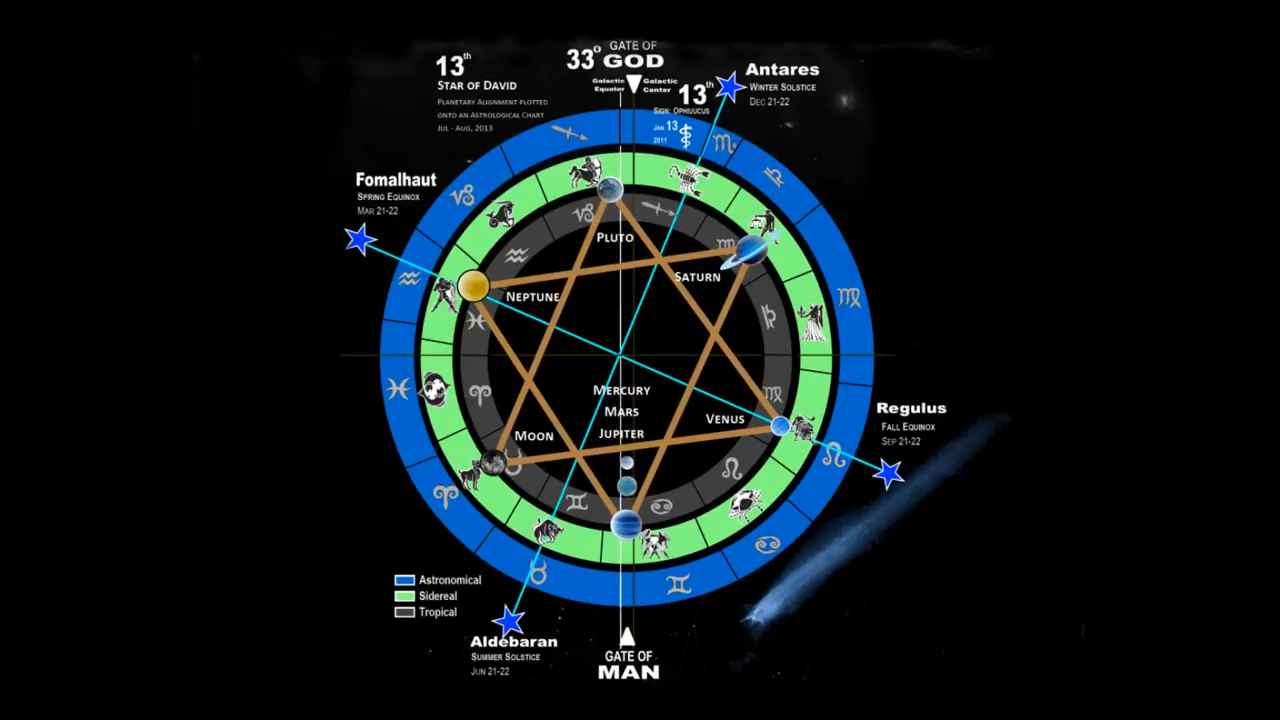 13th
STAR OF DAVID
PLANETARY ALIGNMENT PLOTTED
ONTO AN ASTROLOGICAL CHART
JUL - AUG, 2013
33° GATE OF
GOD
Galactic Equator
Galactic Center
13th
SIGN: OPHIUCUS
JAN 13
2011
Antares
WINTER SOLSTICE
DEC 21-22
Fomalhaut
SPRING EQUINOX
MAR 21-22
PLUTO
SATURN
NEPTUNE
MERCURY
MARS
JUPITER
VENUS
MOON
Regulus
FALL EQUINOX
SEP 21-22
Astronomical
Sidereal
Tropical
Aldebaran
SUMMER SOLSTICE
JUN 21-22
GATE OF
MAN